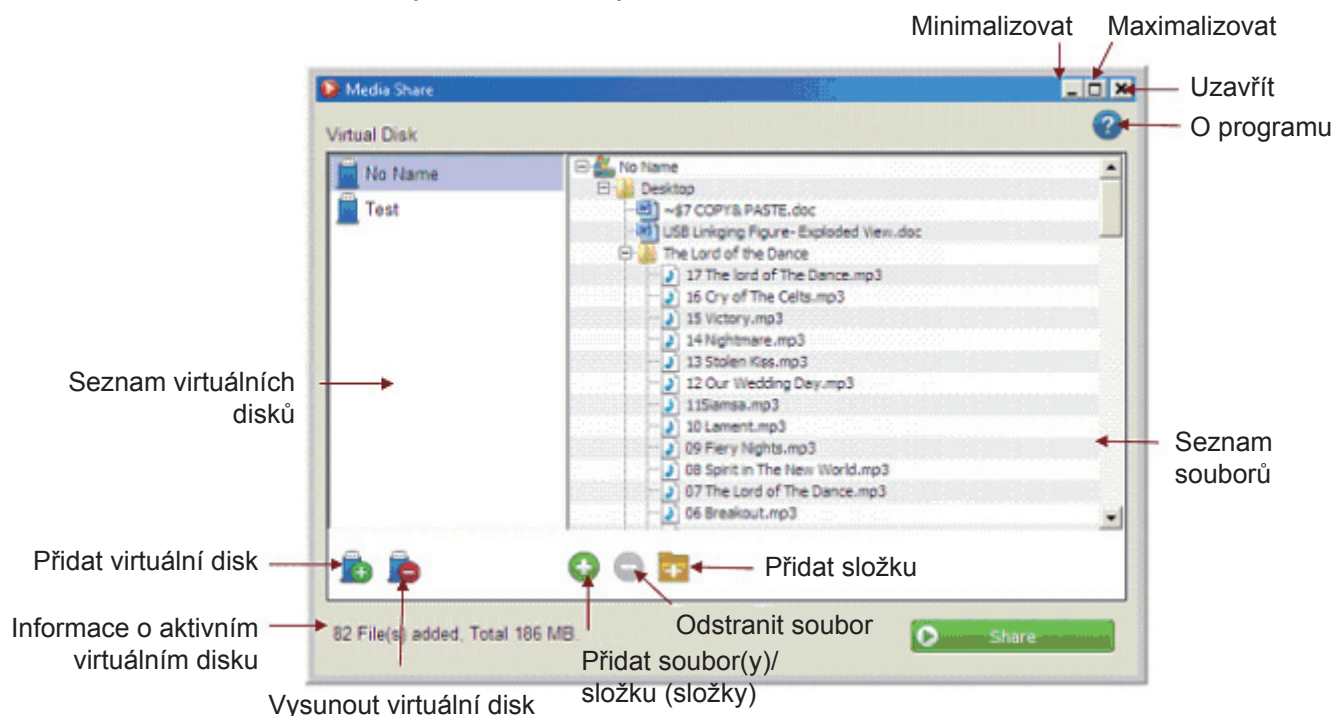 Minimalizovat
Maximalizovat
Media Share
Uzavřít
O programu
Virtual Disk
No Name
Test
No Name
Desktop
~$7 COPY& PASTE.doc
USB Linkging Figure- Exploded View.doc
The Lord of the Dance
17 The lord of The Dance.mp3
16 Cry of The Celts.mp3
15 Victory.mp3
14 Nightmare.mp3
13 Stolen Kiss.mp3
12 Our Wedding Day.mp3
11Siamsa.mp3
10 Lament.mp3
09 Fiery Nights.mp3
08 Spirit in The New World.mp3
07 The Lord of The Dance.mp3
06 Breakout.mp3
Seznam virtuálních
disků
Seznam
souborů
Přidat virtuální disk
Přidat složku
Informace o aktivním
virtuálním disku
82 File(s) added, Total 186 MB.
Odstranit soubor
Share
Přidat soubor(y)/
složku (složky)
Vysunout virtuální disk